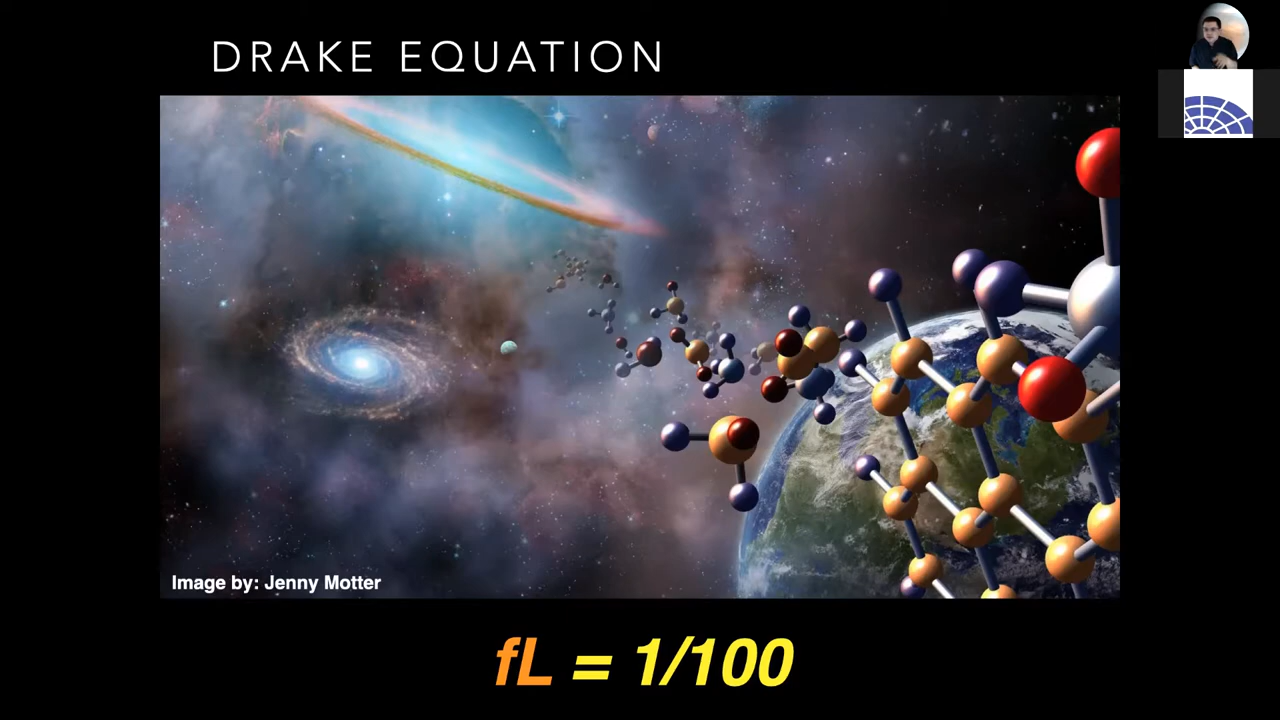 DRAKE EQUATION
Image by: Jenny Motter
fL = 1/100